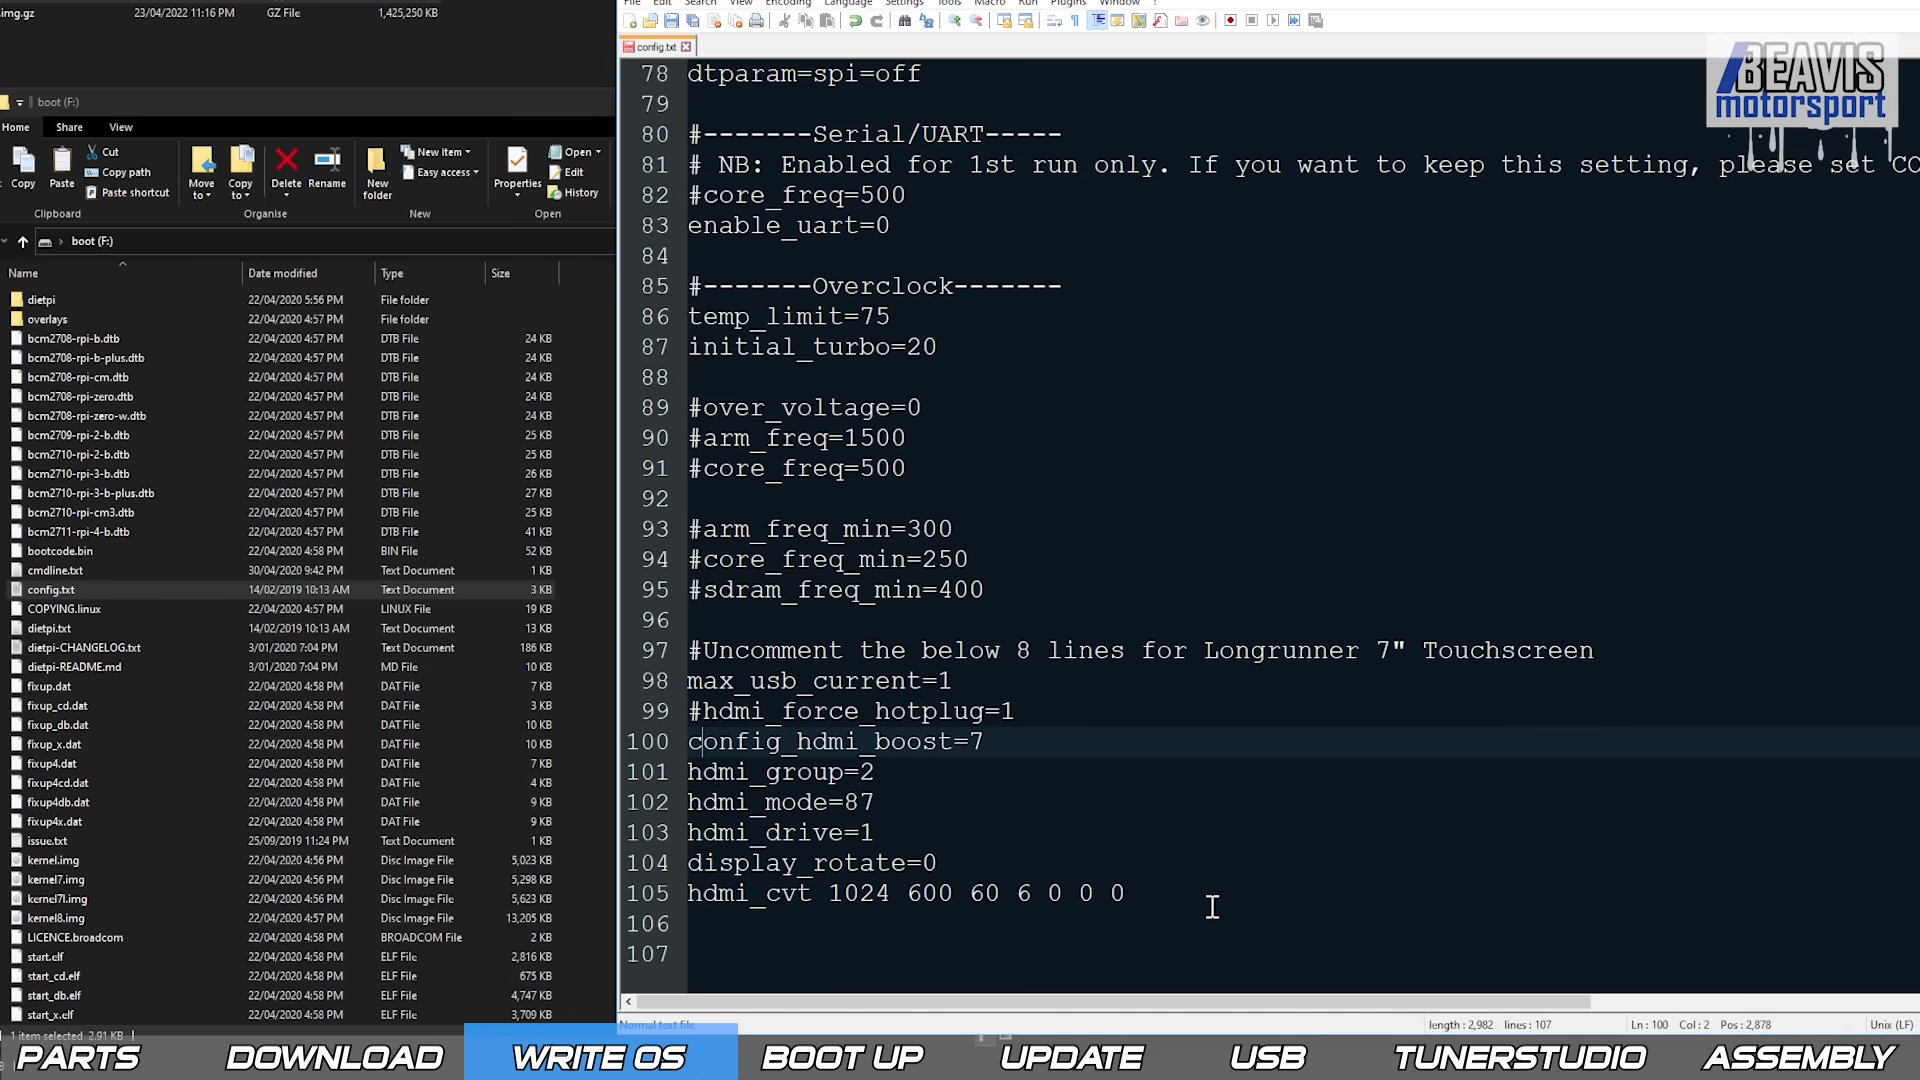 .img.gz 23/04/2022 11:16 PM GZ File 1,425,250 KB
boot (F:)
Home Share View
Copy Paste Cut Copy path Paste shortcut Move to Copy to Delete Rename New folder New item Easy access Properties Open Edit History
Clipboard Organise New Open
boot (F:)
Name Date modified Type Size
dietpi 22/04/2020 5:56 PM File folder
overlays 22/04/2020 4:57 PM File folder
bcm2708-rpi-b.dtb 22/04/2020 4:57 PM DTB File 24 KB
bcm2708-rpi-b-plus.dtb 22/04/2020 4:57 PM DTB File 24 KB
bcm2708-rpi-cm.dtb 22/04/2020 4:57 PM DTB File 24 KB
bcm2708-rpi-zero.dtb 22/04/2020 4:57 PM DTB File 24 KB
bcm2708-rpi-zero-w.dtb 22/04/2020 4:57 PM DTB File 24 KB
bcm2709-rpi-2-b.dtb 22/04/2020 4:57 PM DTB File 25 KB
bcm2710-rpi-2-b.dtb 22/04/2020 4:57 PM DTB File 25 KB
bcm2710-rpi-3-b.dtb 22/04/2020 4:57 PM DTB File 26 KB
bcm2710-rpi-3-b-plus.dtb 22/04/2020 4:57 PM DTB File 27 KB
bcm2710-rpi-cm3.dtb 22/04/2020 4:57 PM DTB File 25 KB
bcm2711-rpi-4-b.dtb 22/04/2020 4:57 PM DTB File 41 KB
bootcode.bin 22/04/2020 4:58 PM BIN File 52 KB
cmdline.txt 30/04/2020 9:42 PM Text Document 1 KB
config.txt 14/02/2019 10:13 AM Text Document 3 KB
COPYING.linux 22/04/2020 4:57 PM LINUX File 19 KB
dietpi.txt 14/02/2019 10:13 AM Text Document 13 KB
dietpi-CHANGELOG.txt 3/01/2020 7:04 PM Text Document 186 KB
dietpi-README.md 3/01/2020 7:04 PM MD File 10 KB
fixup.dat 22/04/2020 4:58 PM DAT File 7 KB
fixup_cd.dat 22/04/2020 4:58 PM DAT File 3 KB
fixup_db.dat 22/04/2020 4:58 PM DAT File 10 KB
fixup_x.dat 22/04/2020 4:58 PM DAT File 10 KB
fixup4.dat 22/04/2020 4:58 PM DAT File 7 KB
fixup4cd.dat 22/04/2020 4:58 PM DAT File 4 KB
fixup4db.dat 22/04/2020 4:58 PM DAT File 9 KB
fixup4x.dat 22/04/2020 4:58 PM DAT File 9 KB
issue.txt 25/09/2019 11:24 PM Text Document 1 KB
kernel.img 22/04/2020 4:56 PM Disc Image File 5,023 KB
kernel7.img 22/04/2020 4:56 PM Disc Image File 5,298 KB
kernel7l.img 22/04/2020 4:56 PM Disc Image File 5,623 KB
kernel8.img 22/04/2020 4:58 PM Disc Image File 13,205 KB
LICENCE.broadcom 22/04/2020 4:57 PM BROADCOM File 2 KB
start.elf 22/04/2020 4:58 PM ELF File 2,816 KB
start_cd.elf 22/04/2020 4:58 PM ELF File 675 KB
start_db.elf 22/04/2020 4:58 PM ELF File 4,747 KB
start_x.elf 22/04/2020 4:58 PM ELF File 3,709 KB
1 item selected 2.91 KB
File Edit Search View Encoding Language Settings Tools Macro Run Plugins Window ?
config.txt
BEAVIS
motorsport
78 dtparam=spi=off
79
80 #-------Serial/UART-----
81 # NB: Enabled for 1st run only. If you want to keep this setting, please set CO
82 #core_freq=500
83 enable_uart=0
84
85 #-------Overclock-------
86 temp_limit=75
87 initial_turbo=20
88
89 #over_voltage=0
90 #arm_freq=1500
91 #core_freq=500
92
93 #arm_freq_min=300
94 #core_freq_min=250
95 #sdram_freq_min=400
96
97 #Uncomment the below 8 lines for Longrunner 7" Touchscreen
98 max_usb_current=1
99 #hdmi_force_hotplug=1
100 config_hdmi_boost=7
101 hdmi_group=2
102 hdmi_mode=87
103 hdmi_drive=1
104 display_rotate=0
105 hdmi_cvt 1024 600 60 6 0 0 0
106
107
Normal text file length : 2,982 lines : 107 Ln : 100 Col : 2 Pos : 2,878 Unix (LF)
PARTS DOWNLOAD WRITE OS BOOT UP UPDATE USB TUNERSTUDIO ASSEMBLY